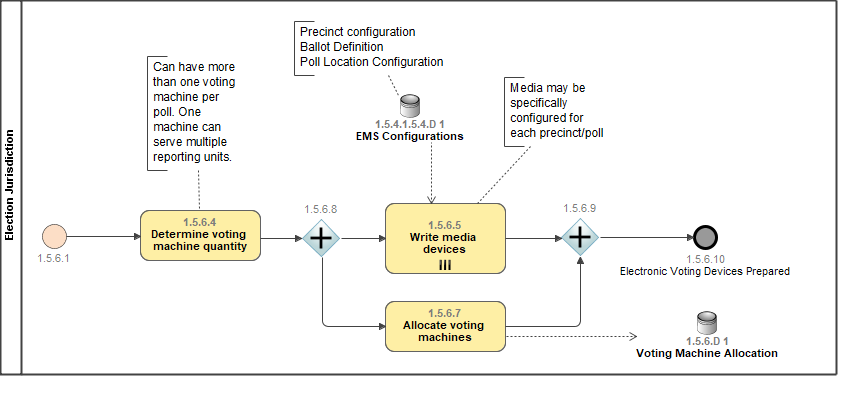 Election Jurisdiction
Precinct configuration
Ballot Definition
Poll Location Configuration
Can have more
than one voting
machine per
poll. One
machine can
serve multiple
reporting units.
Media may be
specifically
configured for
each precinct/poll
1.5.4.1.5.4.D 1
EMS Configurations
1.5.6.1
1.5.6.4
Determine voting
machine quantity
1.5.6.8
1.5.6.5
Write media
devices
1.5.6.9
1.5.6.10
Electronic Voting Devices Prepared
1.5.6.7
Allocate voting
machines
1.5.6.D 1
Voting Machine Allocation